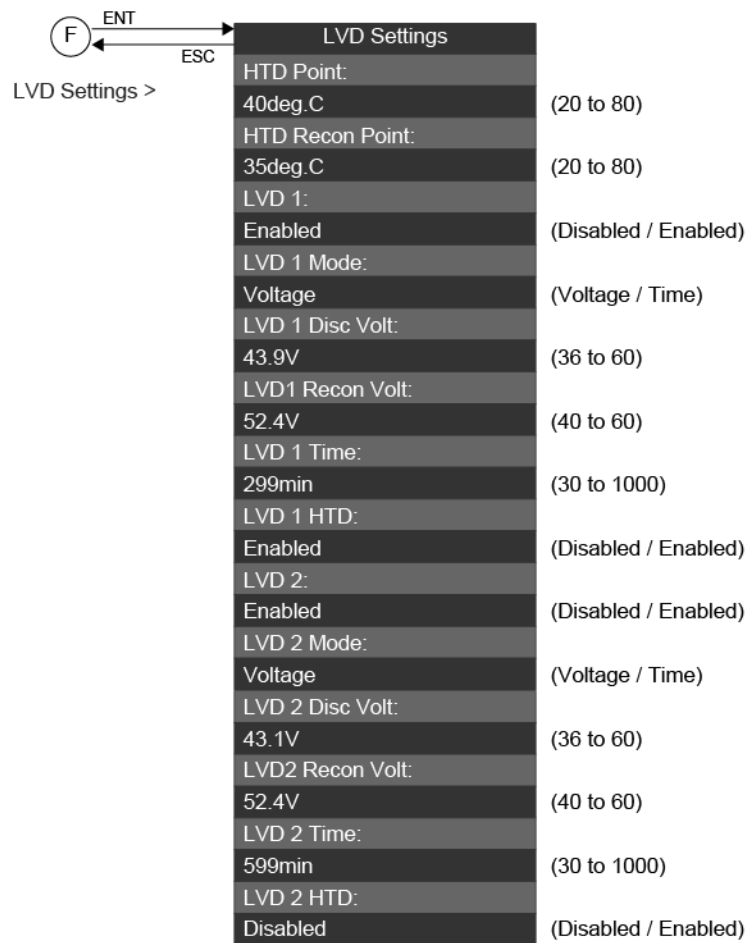 F
ENT
ESC
LVD Settings >
LVD Settings
HTD Point:
40deg.C (20 to 80)
HTD Recon Point:
35deg.C (20 to 80)
LVD 1:
Enabled (Disabled / Enabled)
LVD 1 Mode:
Voltage (Voltage / Time)
LVD 1 Disc Volt:
43.9V (36 to 60)
LVD1 Recon Volt:
52.4V (40 to 60)
LVD 1 Time:
299min (30 to 1000)
LVD 1 HTD:
Enabled (Disabled / Enabled)
LVD 2:
Enabled (Disabled / Enabled)
LVD 2 Mode:
Voltage (Voltage / Time)
LVD 2 Disc Volt:
43.1V (36 to 60)
LVD2 Recon Volt:
52.4V (40 to 60)
LVD 2 Time:
599min (30 to 1000)
LVD 2 HTD:
Disabled (Disabled / Enabled)